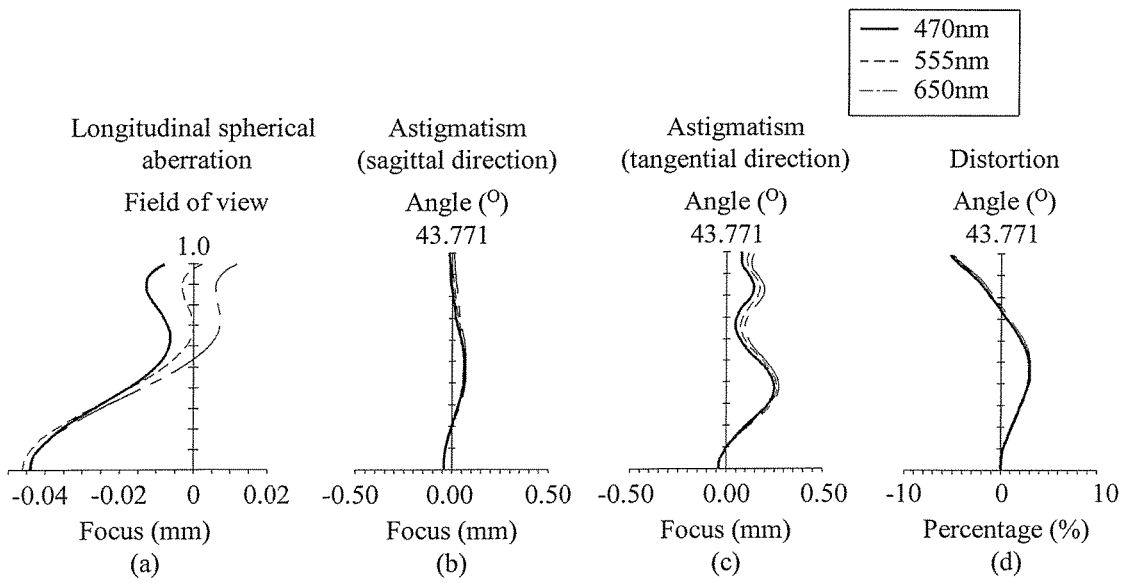 470nm
555nm
650nm
Longitudinal spherical
aberration
Field of view
1.0
-0.04 -0.02 0 0.02
Focus (mm)
(a)
Astigmatism
(sagittal direction)
Angle (O)
43.771
-0.50 0.00 0.50
Focus (mm)
(b)
Astigmatism
(tangential direction)
Angle (O)
43.771
-0.50 0.00 0.50
Focus (mm)
(c)
Distortion
Angle (O)
43.771
-10 0 10
Percentage (%)
(d)